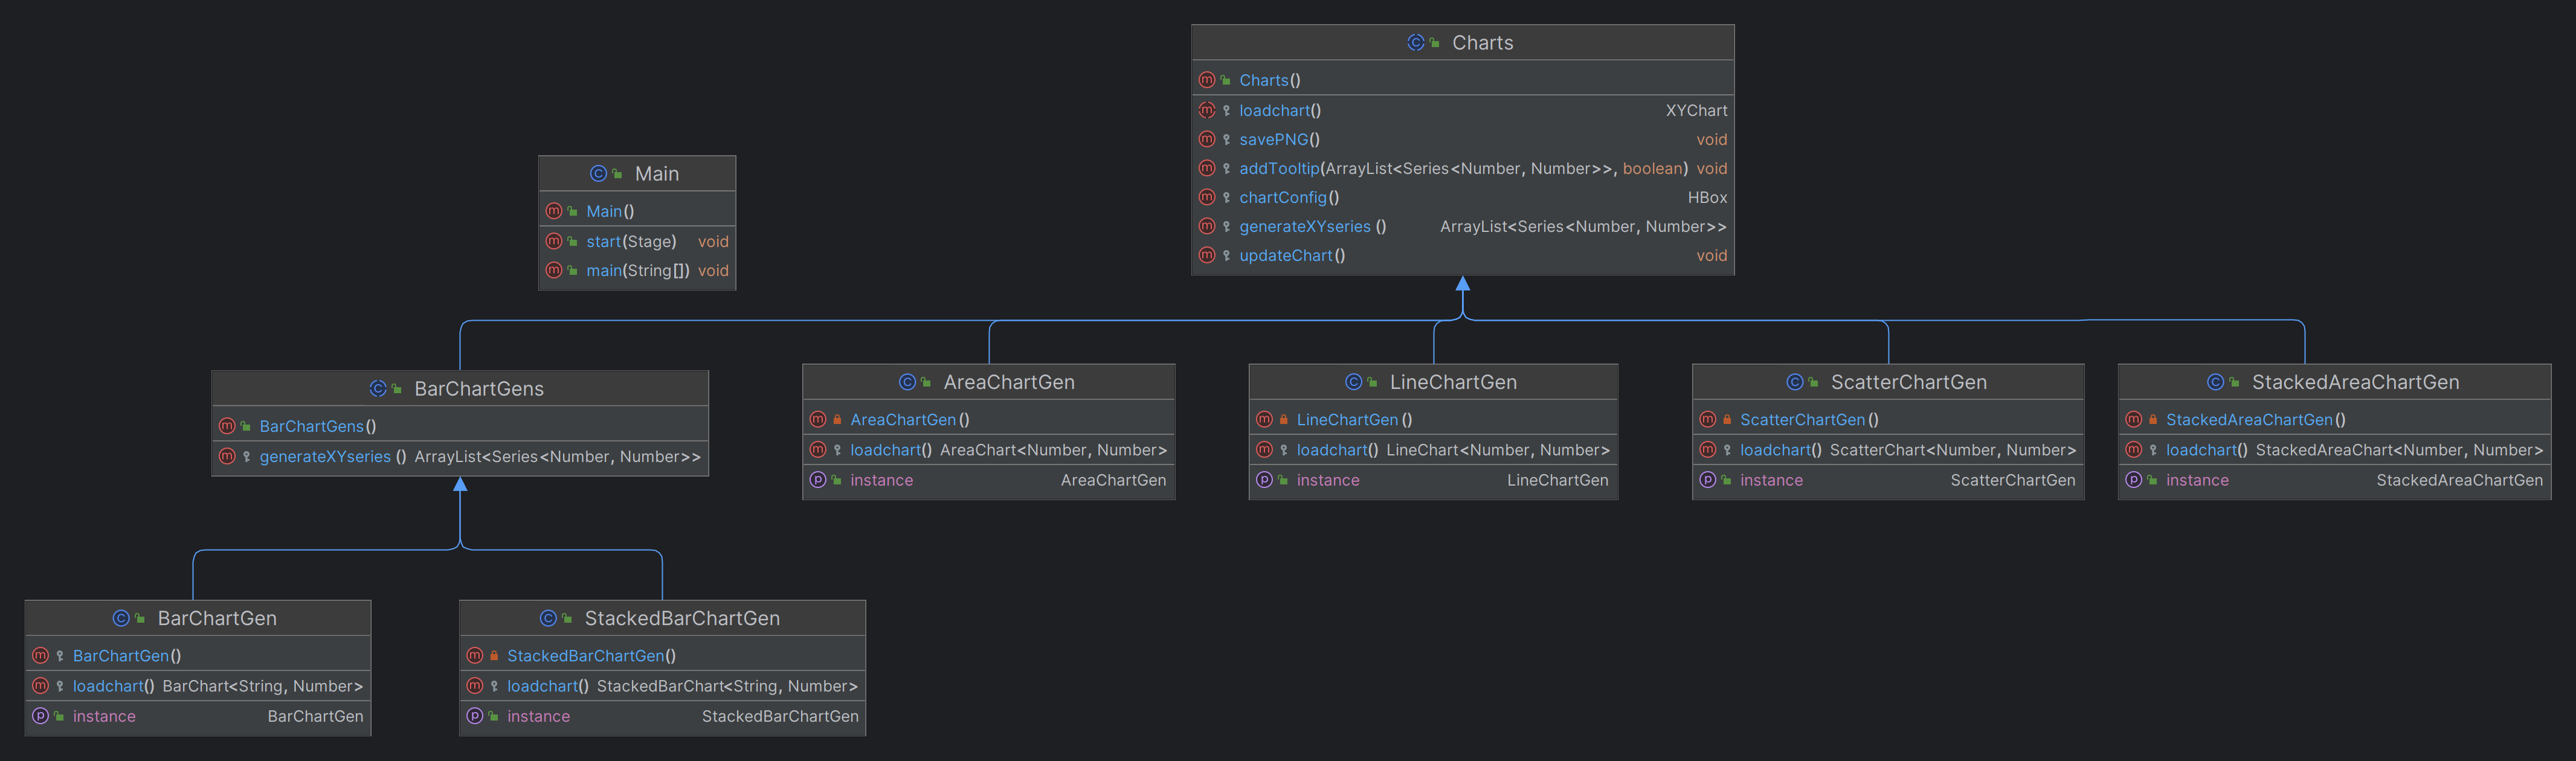 Charts
Charts()
loadchart() XYChart
savePNG() void
addTooltip(ArrayList<Series<Number, Number>>, boolean) void
chartConfig() HBox
generateXYseries () ArrayList<Series<Number, Number>>
updateChart() void
Main
Main()
start(Stage) void
main(String[]) void
BarChartGens
BarChartGens()
generateXYseries () ArrayList<Series<Number, Number>>
AreaChartGen
AreaChartGen()
loadchart() AreaChart<Number, Number>
instance AreaChartGen
LineChartGen
LineChartGen()
loadchart() LineChart<Number, Number>
instance LineChartGen
ScatterChartGen
ScatterChartGen()
loadchart() ScatterChart<Number, Number>
instance ScatterChartGen
StackedAreaChartGen
StackedAreaChartGen()
loadchart() StackedAreaChart<Number, Number>
instance StackedAreaChartGen
BarChartGen
BarChartGen()
loadchart() BarChart<String, Number>
instance BarChartGen
StackedBarChartGen
StackedBarChartGen()
loadchart() StackedBarChart<String, Number>
instance StackedBarChartGen